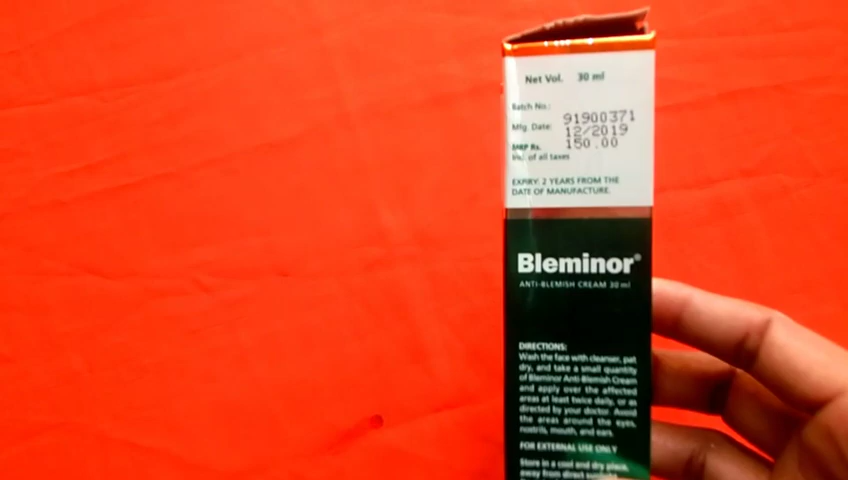 Net Vol. 30 ml
Batch No.: 91900371
Mfg. Date: 12/2019
MRP Rs. 150.00
Incl. of all taxes
EXPIRY: 2 YEARS FROM THE
DATE OF MANUFACTURE.
Bleminor®
ANTI-BLEMISH CREAM 30 ml
DIRECTIONS:
Wash the face with cleanser, pat
dry, and take a small quantity
of Bleminor Anti-Blemish Cream
and apply over the affected
areas at least twice daily, or as
directed by your doctor. Avoid
the areas around the eyes,
nostrils, mouth, and ears.
FOR EXTERNAL USE ONLY
Store in a cool and dry place,
away from direct sunlight